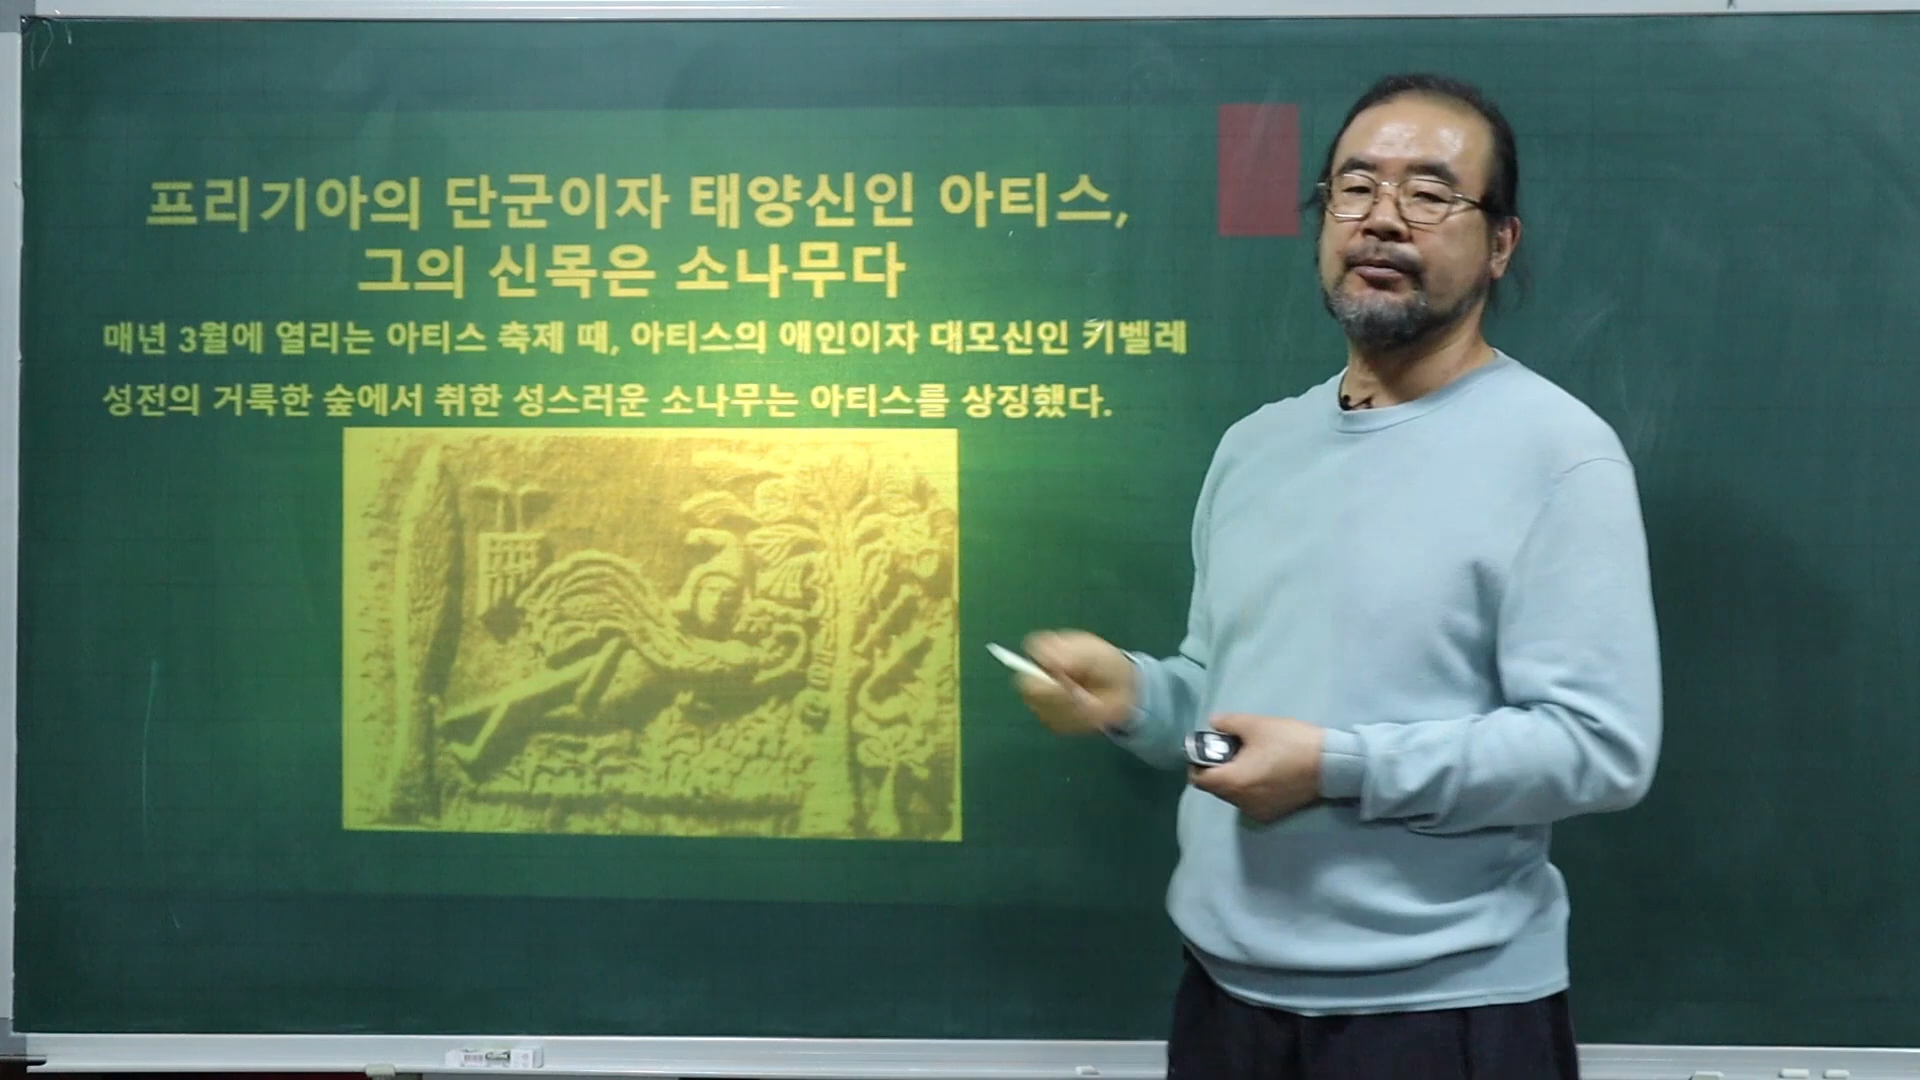 프리기아의 단군이자 태양신인 아티스,
그의 신목은 소나무다
매년 3월에 열리는 아티스 축제 때, 아티스의 애인이자 대모신인 키벨레
성전의 거룩한 숲에서 취한 성스러운 소나무는 아티스를 상징했다.